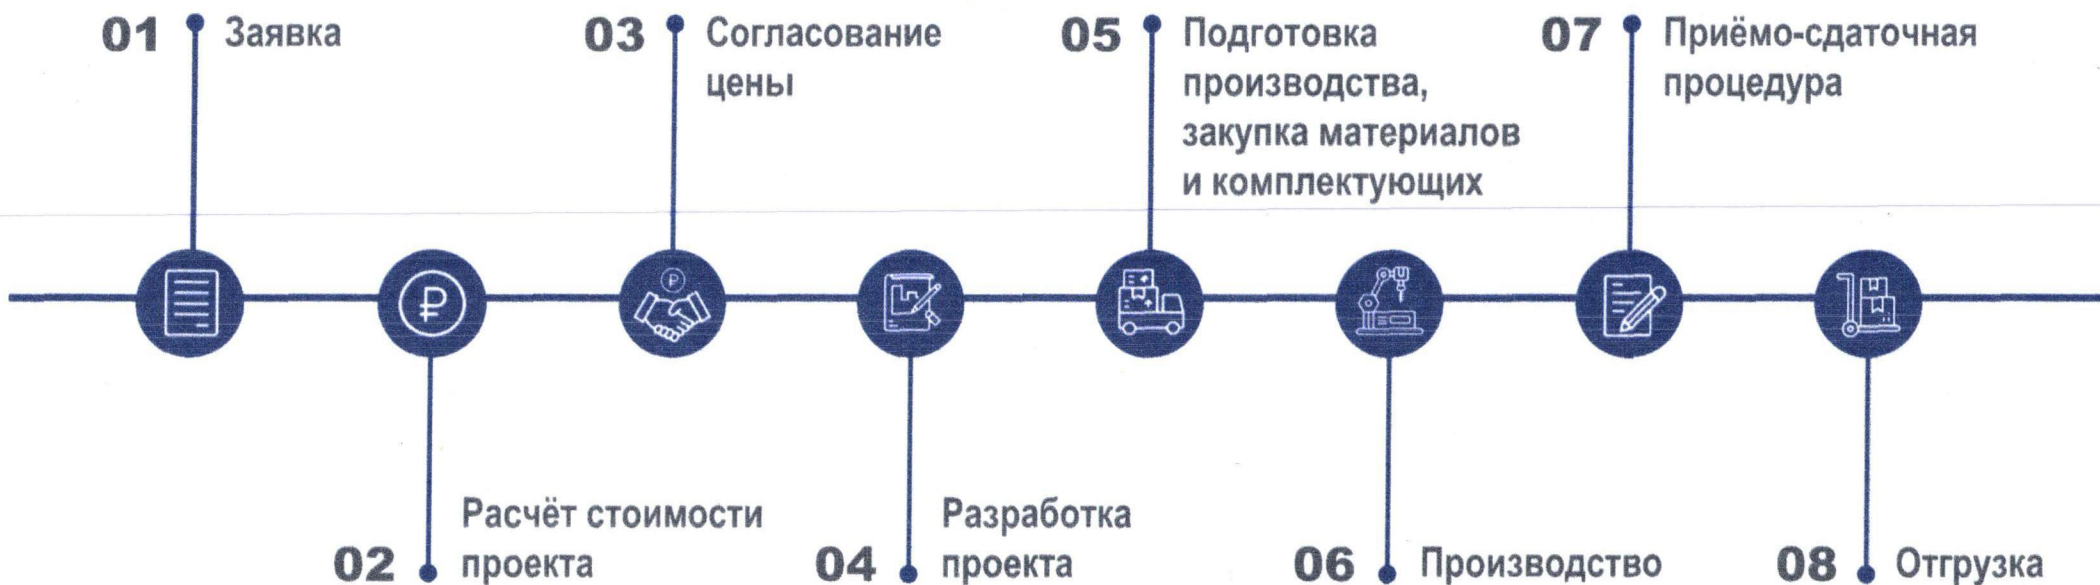 01 Заявка
02 Расчёт стоимости
проекта
03 Согласование
цены
04 Разработка
проекта
05 Подготовка
производства,
закупка материалов
и комплектующих
06 Производство
07 Приёмо-сдаточная
процедура
08 Отгрузка